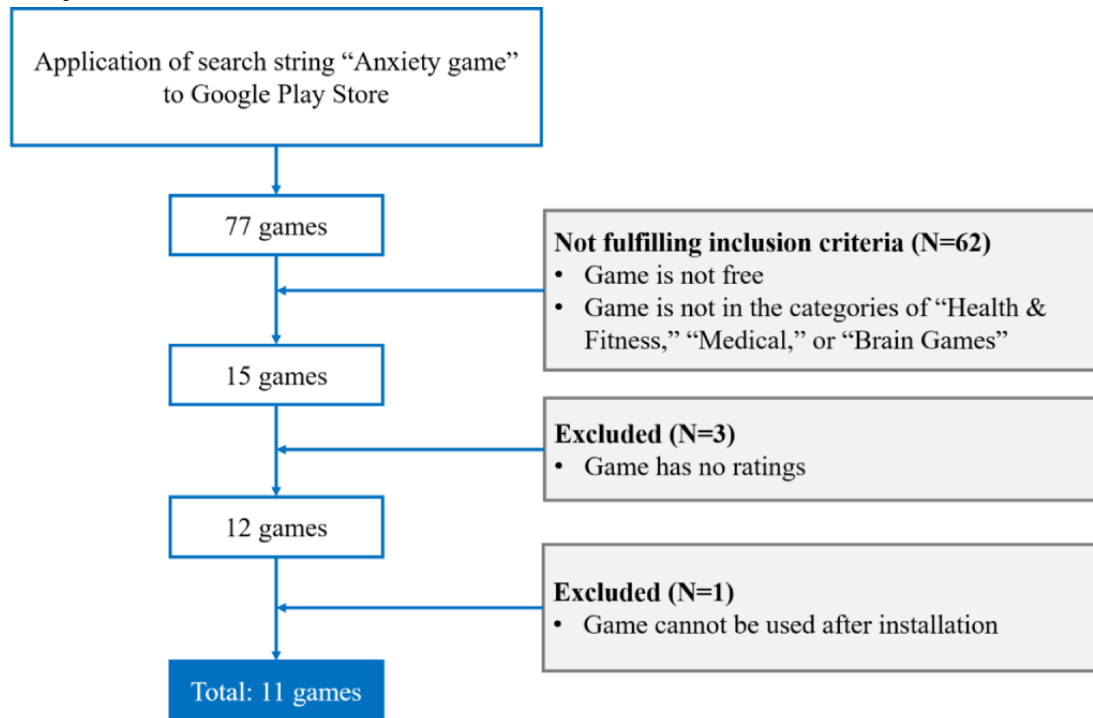 Application of search string “Anxiety game”
to Google Play Store
77 games
Not fulfilling inclusion criteria (N=62)
• Game is not free
• Game is not in the categories of “Health &
Fitness,” “Medical,” or “Brain Games”
15 games
Excluded (N=3)
• Game has no ratings
12 games
Excluded (N=1)
• Game cannot be used after installation
Total: 11 games